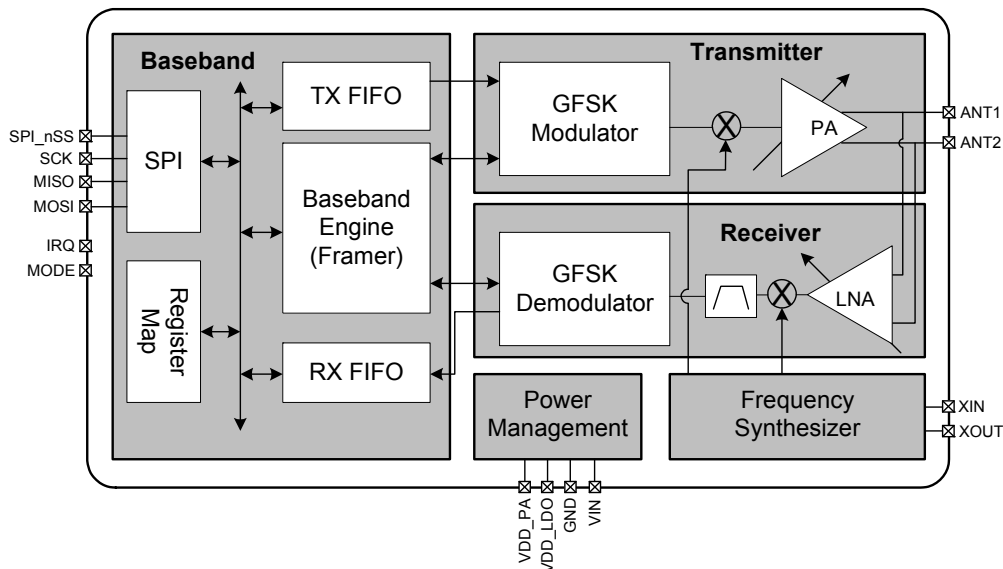 Baseband
TX FIFO
SPI
Baseband
Engine
(Framer)
Register
Map
RX FIFO
SPI_nSS
SCK
MISO
MOSI
IRQ
MODE
Transmitter
GFSK
Modulator
PA
ANT1
ANT2
Receiver
GFSK
Demodulator
LNA
Power
Management
Frequency
Synthesizer
XIN
XOUT
VDD_PA
VDD_LDO
GND
VIN